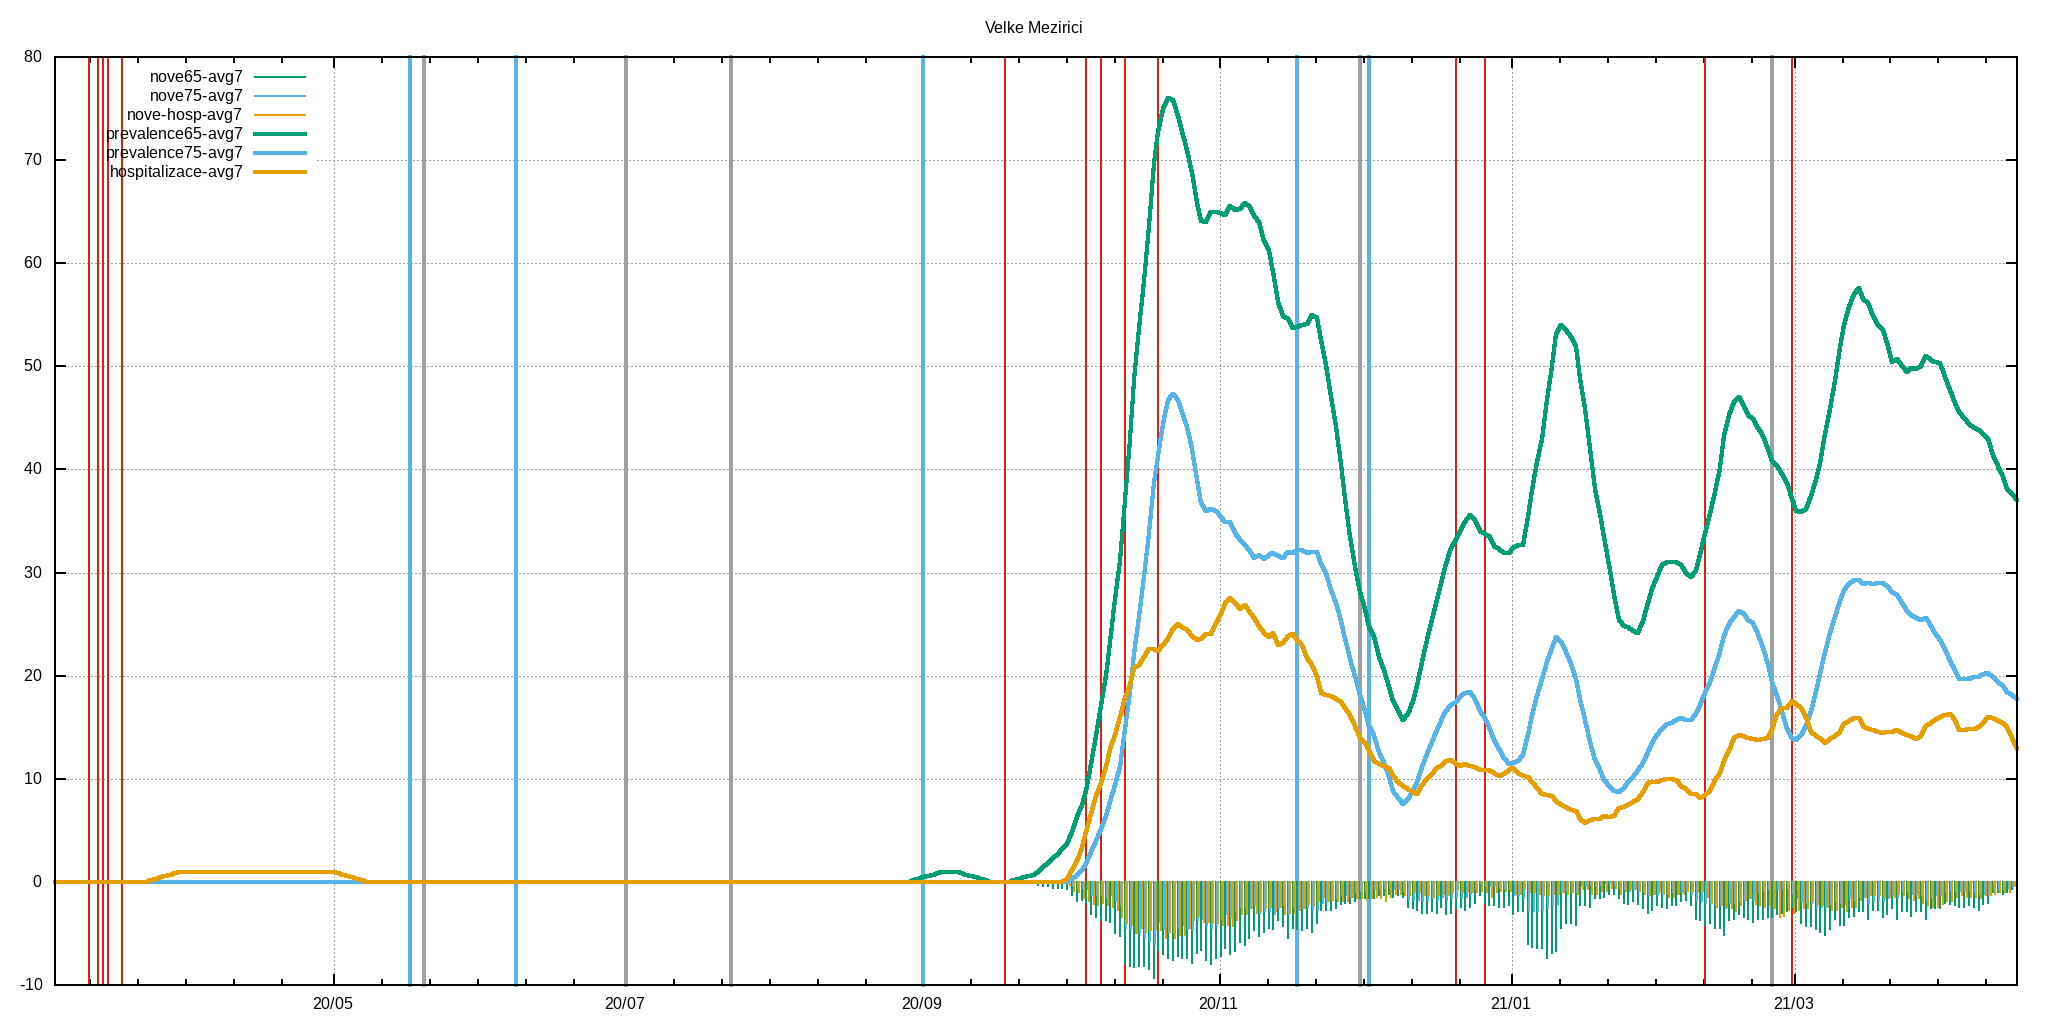 Velke Mezirici
80
70
60
50
40
30
20
10
0
-10
nove65-avg7
nove75-avg7
nove-hosp-avg7
prevalence65-avg7
prevalence75-avg7
hospitalizace-avg7
20/05 20/07 20/09 20/11 21/01 21/03